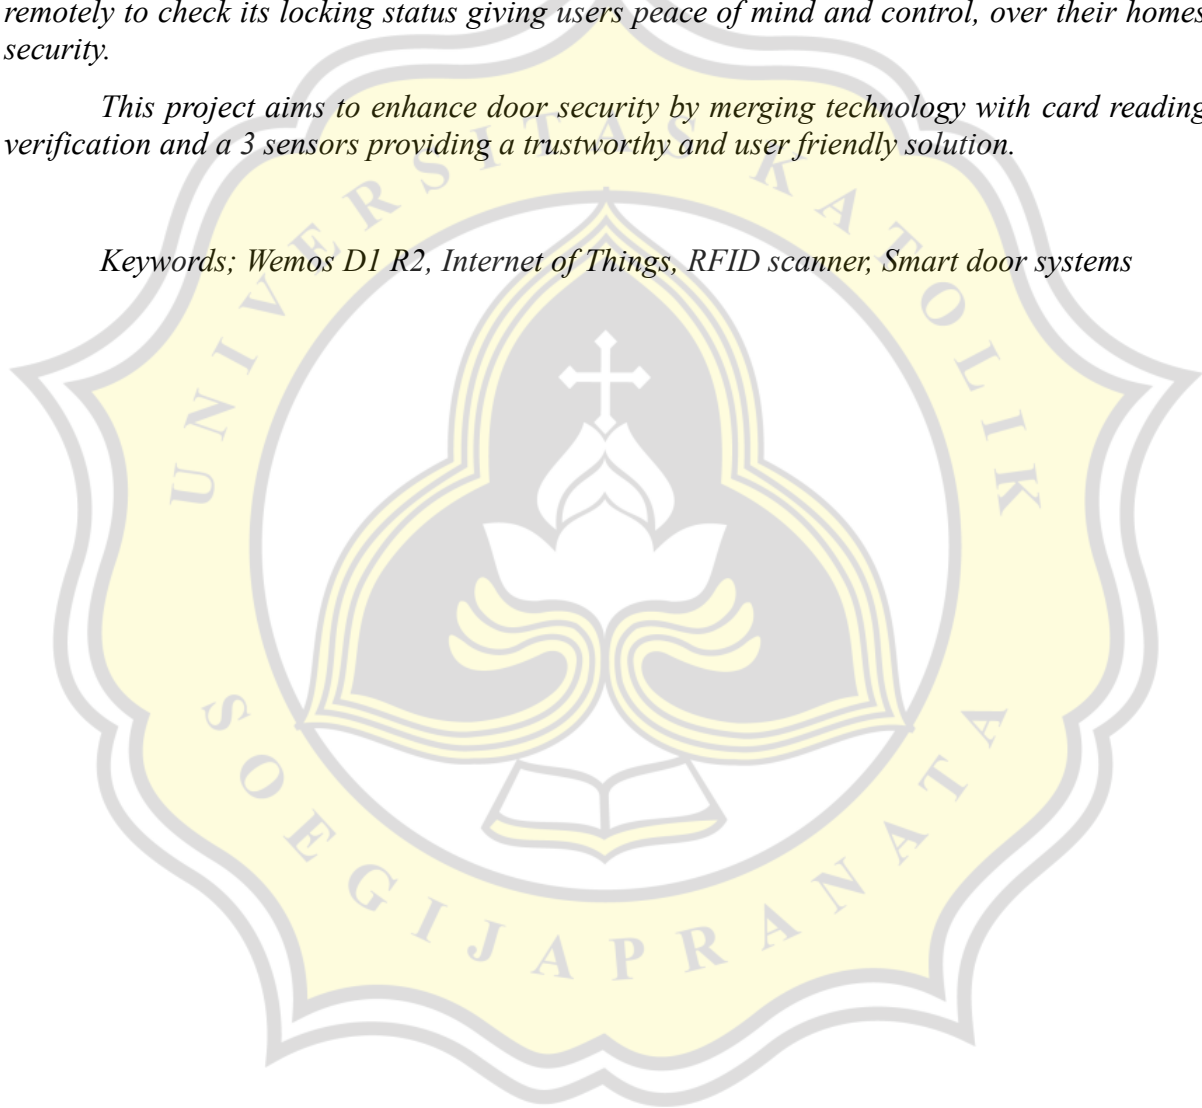 remotely to check its locking status giving users peace of mind and control, over their homes
security.
This project aims to enhance door security by merging technology with card reading
verification and a 3 sensors providing a trustworthy and user friendly solution.
Keywords; Wemos D1 R2, Internet of Things, RFID scanner, Smart door systems
UNIVERSITAS KATOLIK
SOEGIJAPRANATA